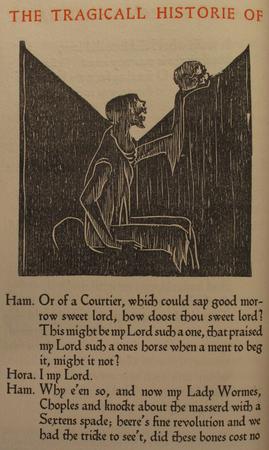 THE TRAGICALL HISTORIE OF
Ham. Or of a Courtier, which could say good mor-
row sweet lord, how doost thou sweet lord?
This might be my Lord such a one, that praised
my Lord such a ones horse when a ment to beg
it, might it not?
Hora. I my Lord.
Ham. Why e'en so, and now my Lady Wormes,
Choples and knockt about the masserd with a
Sextens spade; heere's fine revolution and we
had the tricke to see't, did these bones cost no